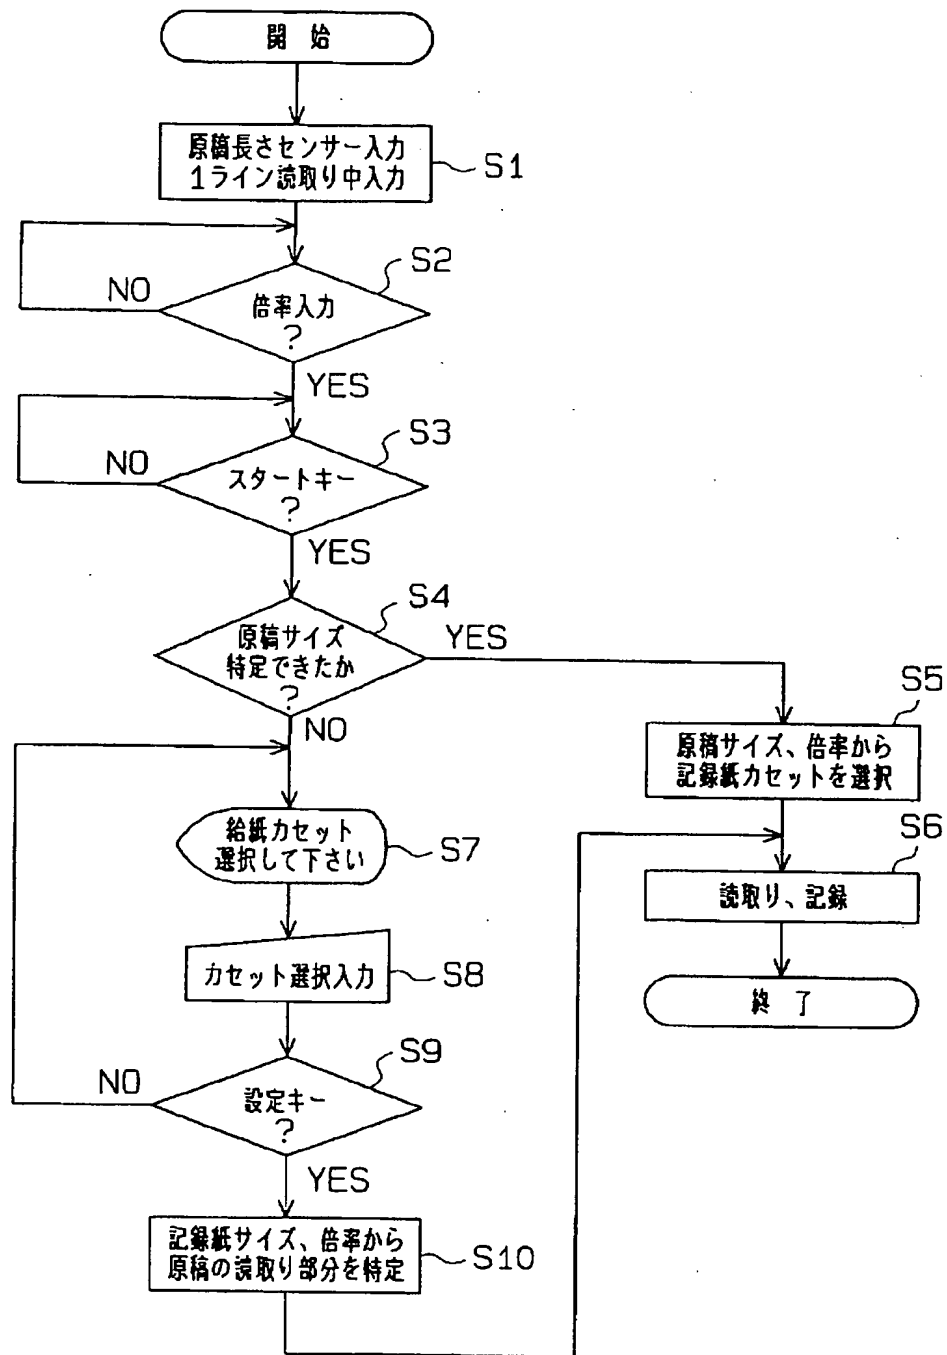 開 始
原稿長さセンサー入力
1ライン読取り中入力
S1
S2
NO
倍率入力
?
YES
S3
NO
スタートキー
?
YES
S4
原稿サイズ
特定できたか
?
YES
NO
S5
原稿サイズ、倍率から
記録紙カセットを選択
給紙カセット
選択して下さい
S7
S6
読取り、記録
カセット選択入力
S8
終 了
S9
NO
設定キー
?
YES
記録紙サイズ、倍率から
原稿の読取り部分を特定
S10